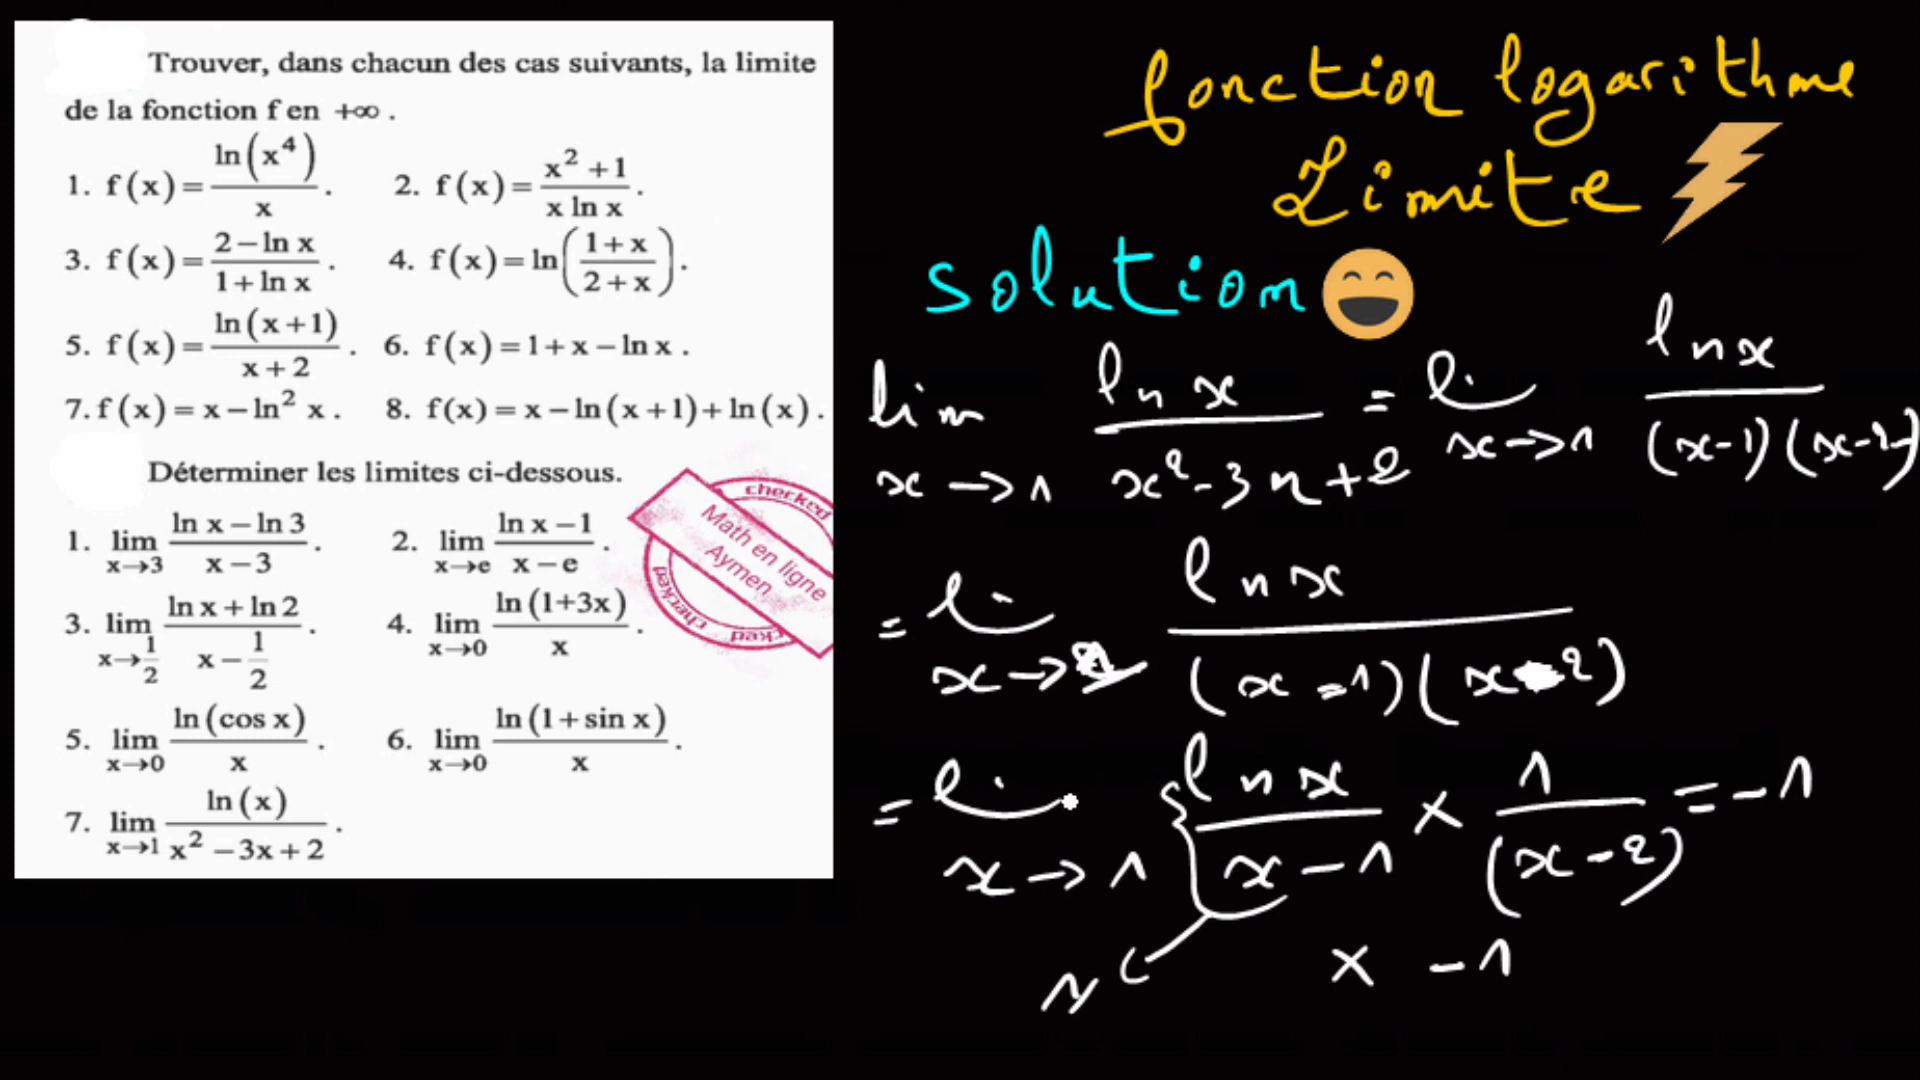 Trouver, dans chacun des cas suivants, la limite
de la fonction f en +∞ .
1. f(x)= ln(x⁴) / x .
2. f(x)= x²+1 / x ln x .
3. f(x)= 2−ln x / 1+ln x .
4. f(x)=ln(1+x / 2+x) .
5. f(x)= ln(x+1) / x+2 .
6. f(x)=1+x−ln x .
7. f(x)=x−ln² x .
8. f(x)=x−ln(x+1)+ln(x) .
Déterminer les limites ci-dessous.
1. lim x→3 ln x−ln 3 / x−3 .
2. lim x→e ln x−1 / x−e .
3. lim x→1/2 ln x+ln 2 / x−1/2 .
4. lim x→0 ln(1+3x) / x .
5. lim x→0 ln(cos x) / x .
6. lim x→0 ln(1+sin x) / x .
7. lim x→1 ln(x) / x²−3x+2 .
checked
Math en ligne
Aymen
checked
checked
fonction logarithme
Limite
solution
lim x→1 ln x / x²-3x+2 = li x→1 ln x / (x-1)(x-2)
= li x→1 ln x / (x-1)(x-2)
= li x→1 ln x / x-1 × 1 / (x-2) = -1
× -1